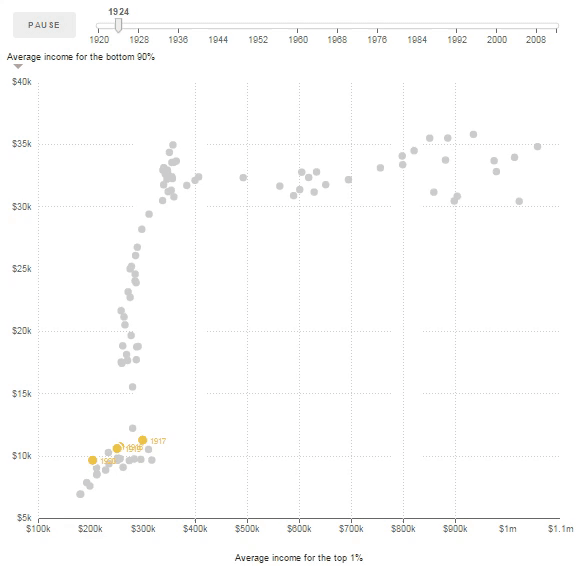 1924
PAUSE
1920 1928 1936 1944 1952 1960 1968 1976 1984 1992 2000 2008
Average income for the bottom 90%
$40k
$35k
$30k
$25k
$20k
$15k
1917
$10k
$5k
$100k $200k $300k $400k $500k $600k $700k $800k $900k $1m $1.1m
Average income for the top 1%